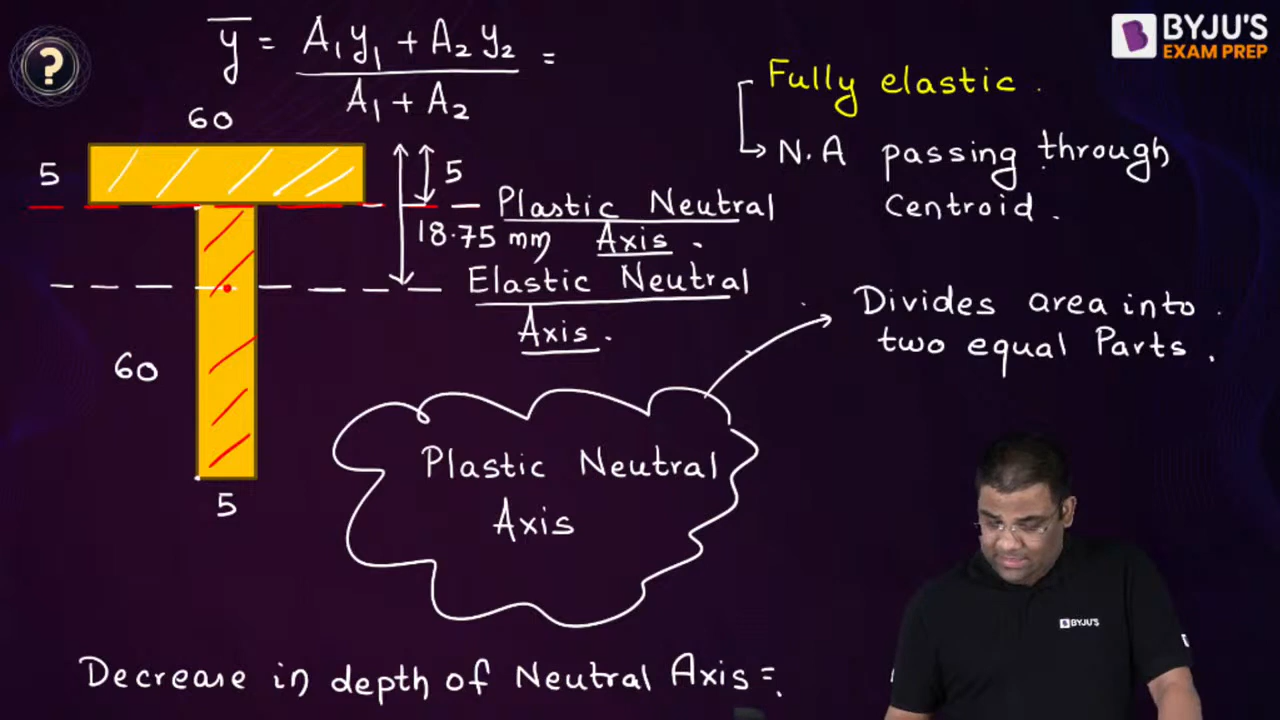 ?
y̅ = A₁y₁ + A₂y₂ / A₁ + A₂ =
BYJU'S
EXAM PREP
Fully elastic .
N.A passing through
Centroid .
60
5
5
Plastic Neutral
18.75 mm Axis .
Elastic Neutral
Axis .
60
5
Divides area into .
two equal Parts .
Plastic Neutral
Axis
BYJU'S
Decrease in depth of Neutral Axis = .